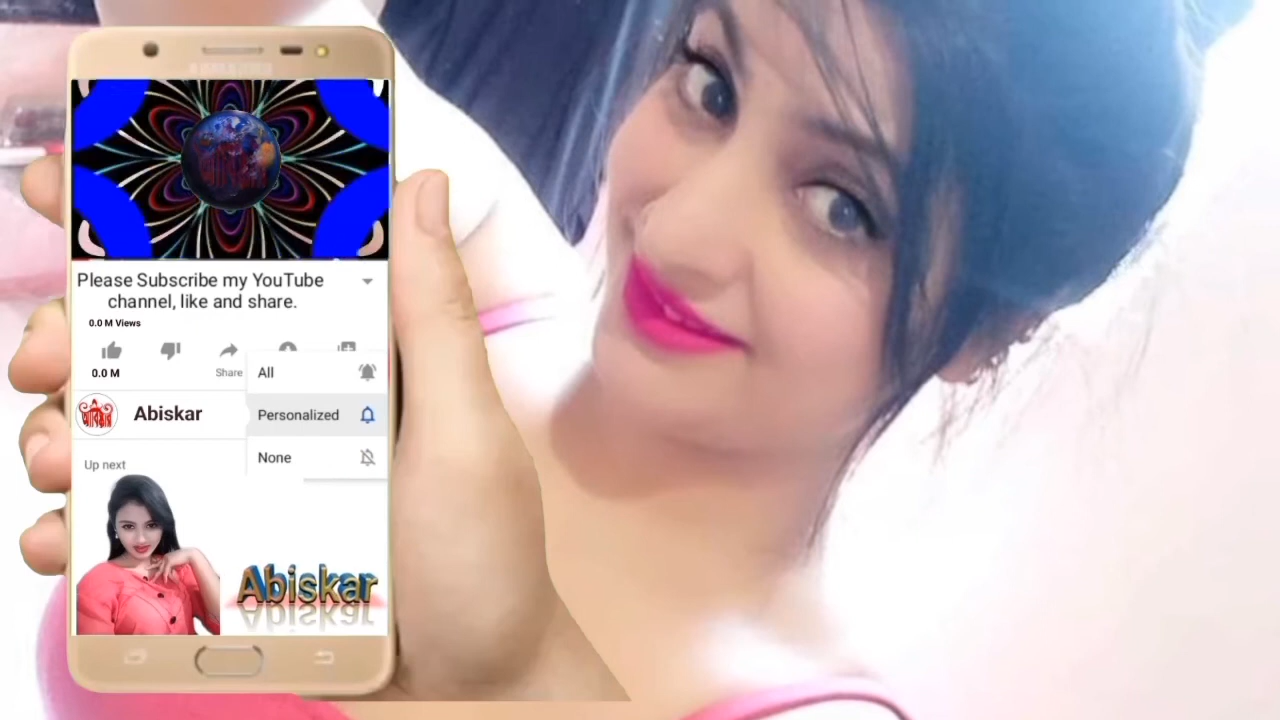 Please Subscribe my YouTube
channel, like and share.
0.0 M Views
0.0 M
Share
All
আবিষ্কার
Abiskar
Personalized
None
Up next
Abiskar